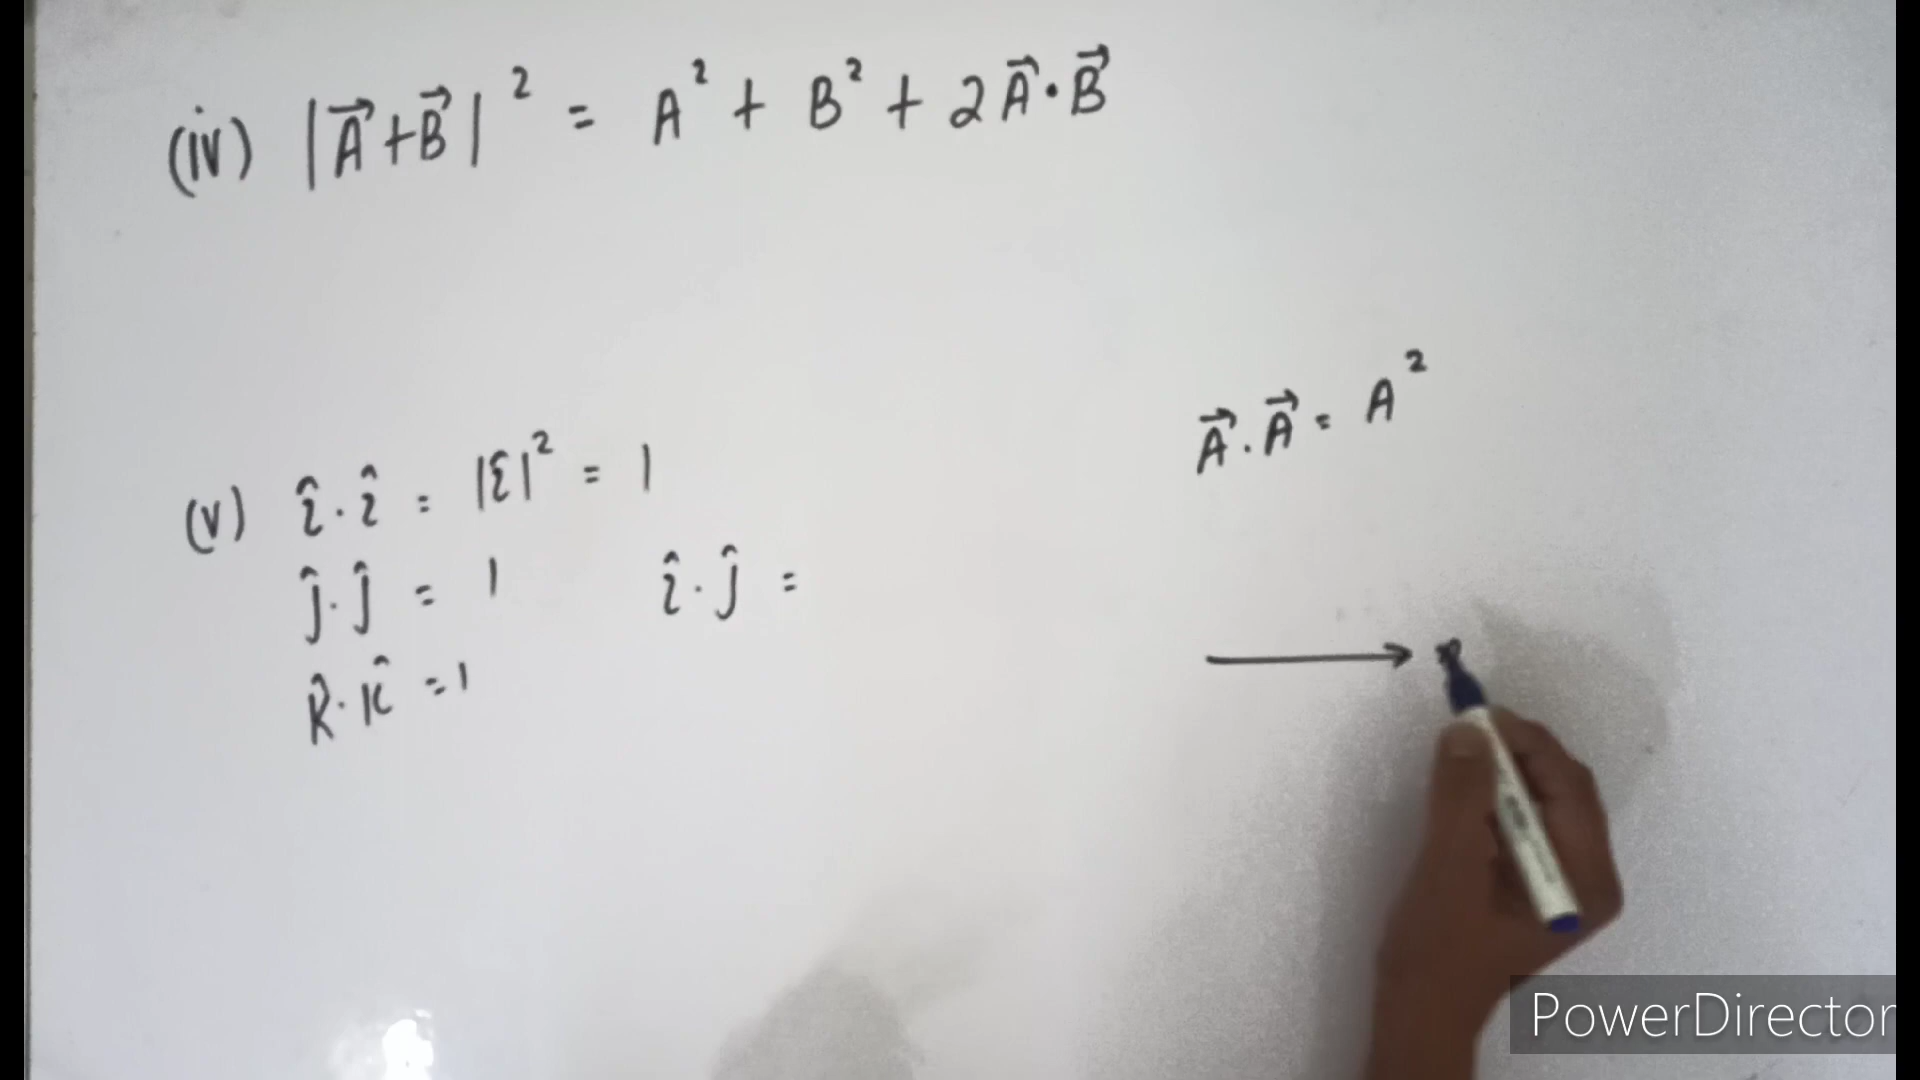 (iv) |A⃗+B⃗|² = A² + B² + 2A⃗·B⃗
A⃗.A⃗ = A²
(v) î.î = |î|² = 1
ĵ.ĵ = 1 î.ĵ =
k̂.k̂ = 1
PowerDirector